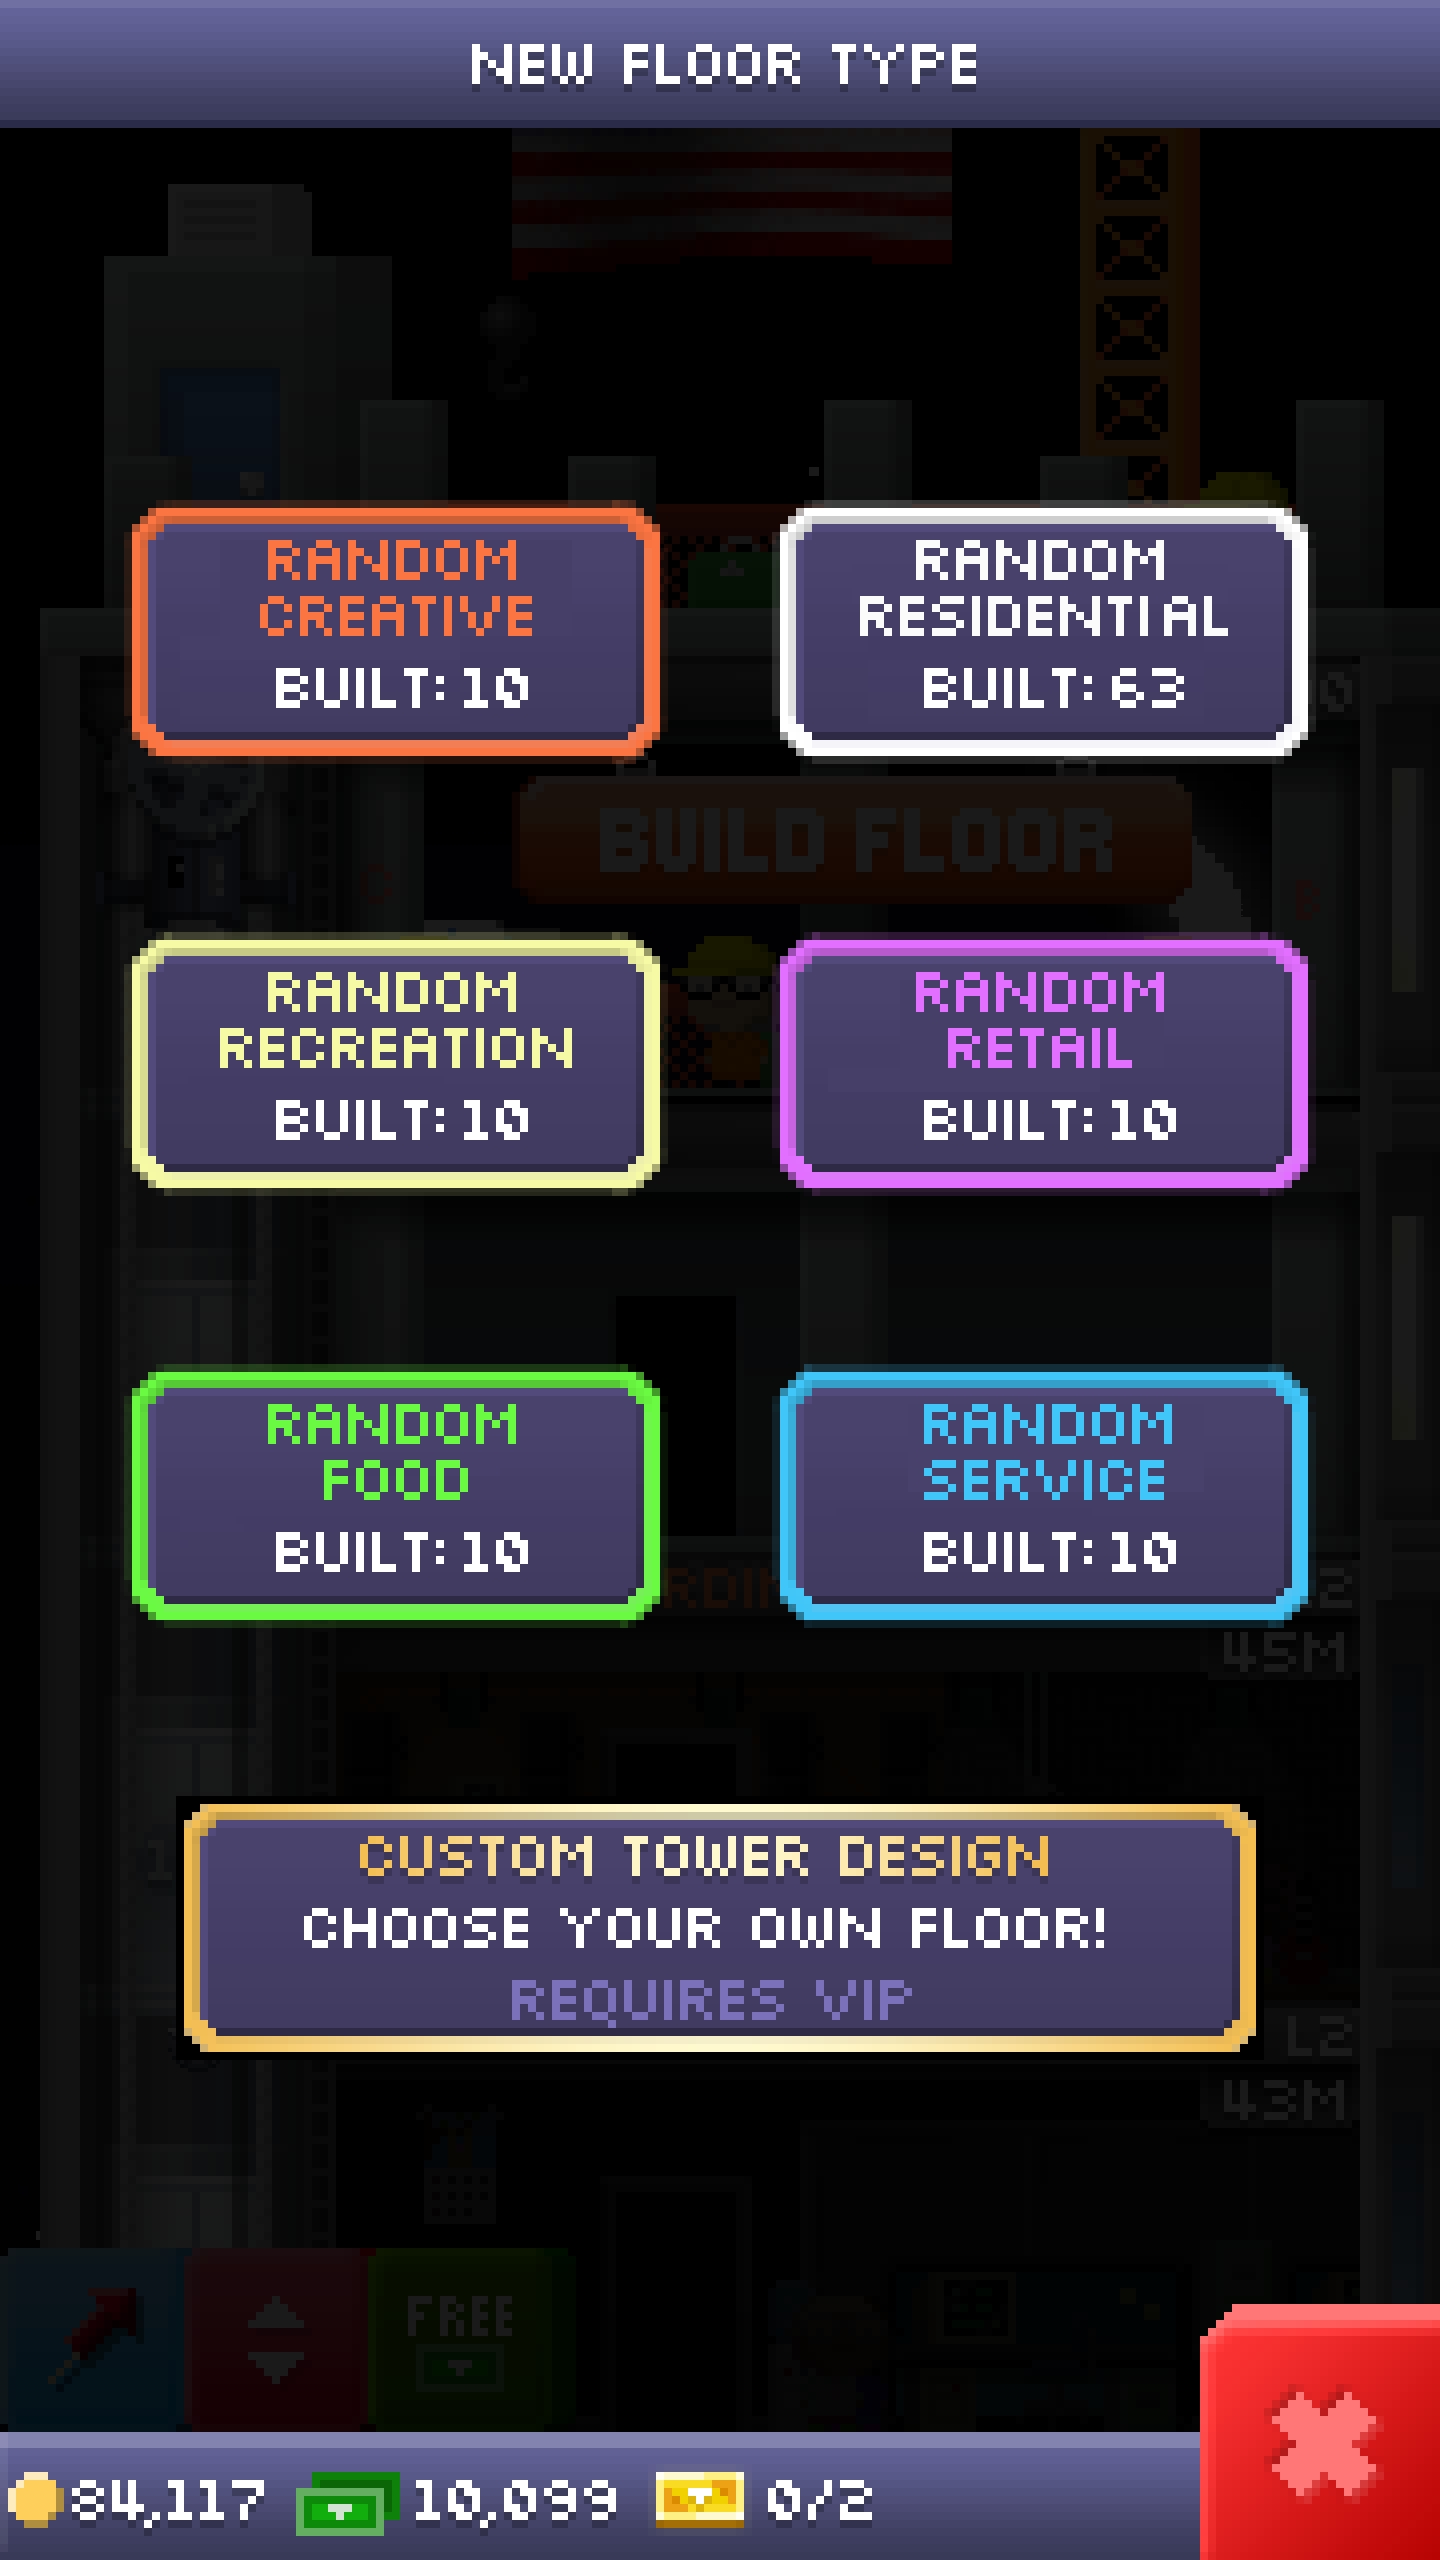 NEW FLOOR TYPE
RANDOM
CREATIVE
BUILT: 10
RANDOM
RESIDENTIAL
BUILT: 63
BUILD FLOOR
RANDOM
RECREATION
BUILT: 10
RANDOM
RETAIL
BUILT: 10
RANDOM
FOOD
BUILT: 10
RANDOM
SERVICE
BUILT: 10
45M
CUSTOM TOWER DESIGN
CHOOSE YOUR OWN FLOOR!
REQUIRES VIP
L2
43M
FREE
84,117 10,099 0/2